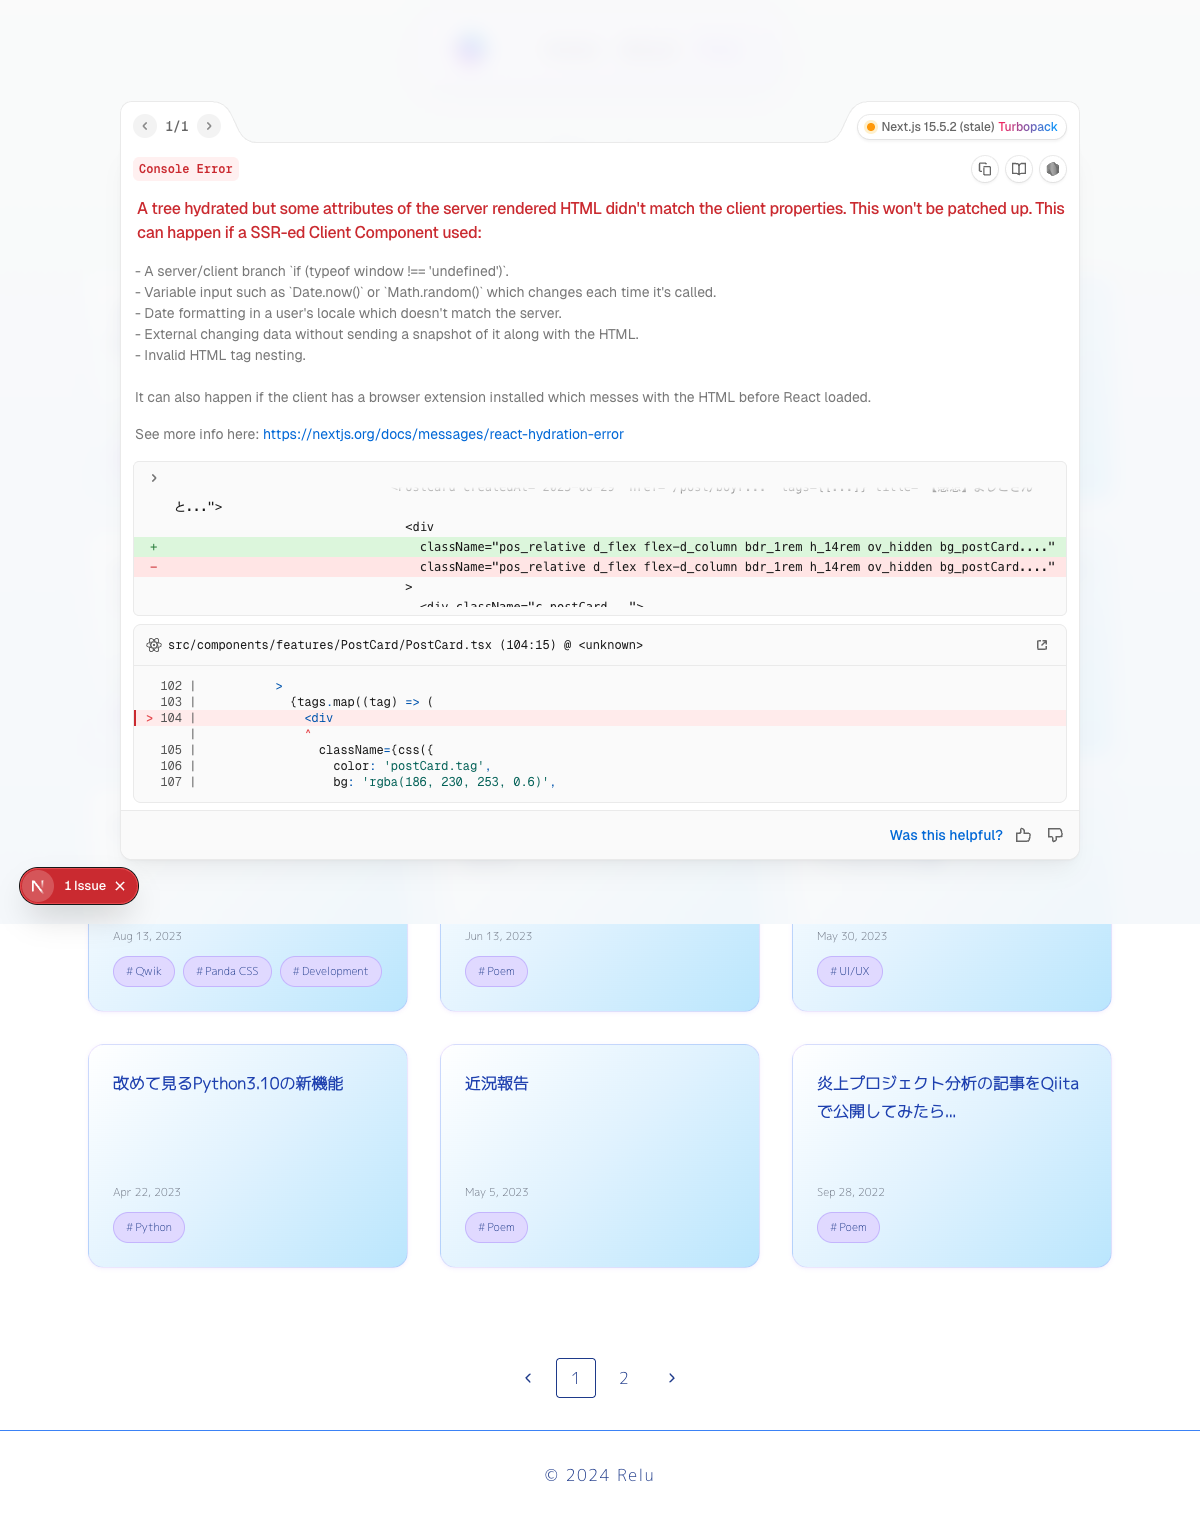 1/1
Next.js 15.5.2 (stale) Turbopack
Console Error
A tree hydrated but some attributes of the server rendered HTML didn't match the client properties. This won't be patched up. This
can happen if a SSR-ed Client Component used:
- A server/client branch `if (typeof window !== 'undefined')`.
- Variable input such as `Date.now()` or `Math.random()` which changes each time it's called.
- Date formatting in a user's locale which doesn't match the server.
- External changing data without sending a snapshot of it along with the HTML.
- Invalid HTML tag nesting.
It can also happen if the client has a browser extension installed which messes with the HTML before React loaded.
See more info here: https://nextjs.org/docs/messages/react-hydration-error
と...">
<div
+ className="pos_relative d_flex flex-d_column bdr_1rem h_14rem ov_hidden bg_postCard...."
- className="pos_relative d_flex flex-d_column bdr_1rem h_14rem ov_hidden bg_postCard...."
>
<div className="c_postCard...">
src/components/features/PostCard/PostCard.tsx (104:15) @ <unknown>
102 | >
103 | {tags.map((tag) => (
> 104 | <div
| ^
105 | className={css({
106 | color: 'postCard.tag',
107 | bg: 'rgba(186, 230, 253, 0.6)',
Was this helpful?
N 1 Issue
Aug 13, 2023
# Qwik # Panda CSS # Development
Jun 13, 2023
# Poem
May 30, 2023
# UI/UX
改めて見るPython3.10の新機能
Apr 22, 2023
# Python
近況報告
May 5, 2023
# Poem
炎上プロジェクト分析の記事をQiita
で公開してみたら...
Sep 28, 2022
# Poem
1 2
© 2024 Relu